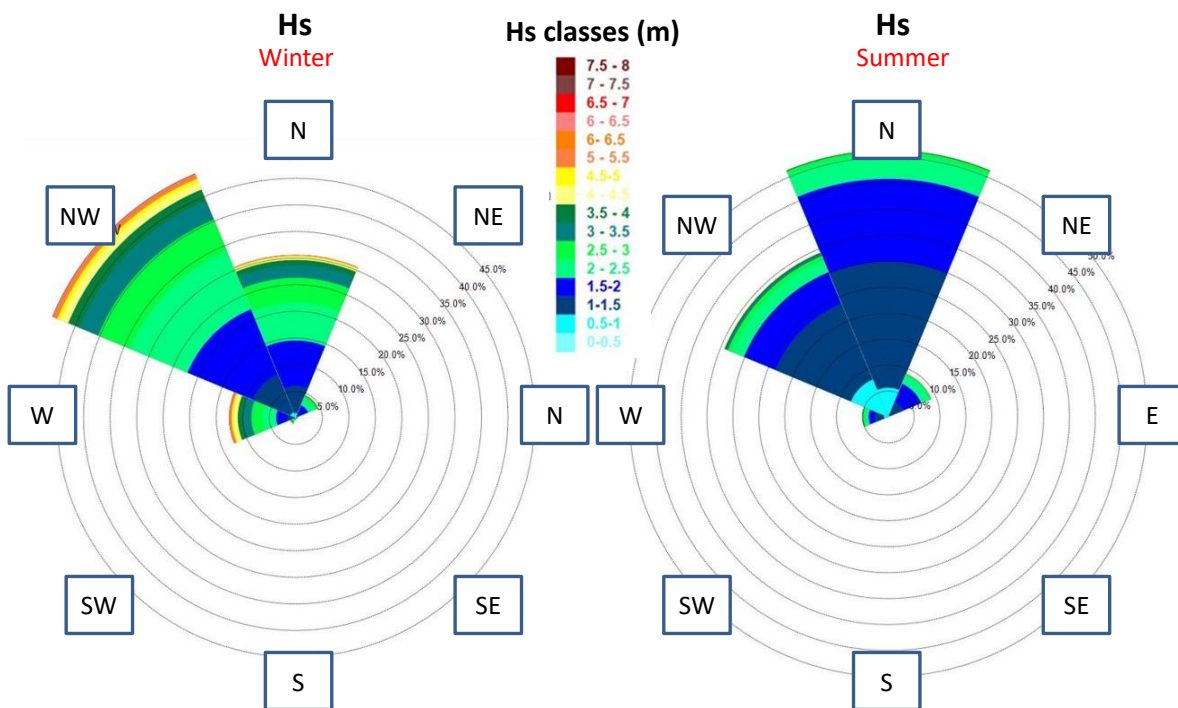 Hs
Winter
Hs classes (m)
Hs
Summer
7.5 - 8
7 - 7.5
6.5 - 7
6 - 6.5
6- 6.5
5 - 5.5
4.5-5
4 - 4.5
3.5 - 4
3 - 3.5
2.5 - 3
2 - 2.5
1.5-2
1-1.5
0.5-1
0-0.5
N
NW
NE
45.0%
40.0%
35.0%
30.0%
25.0%
20.0%
15.0%
10.0%
5.0%
W
N
SW
SE
S
N
NW
NE
45.0%
40.0%
35.0%
30.0%
25.0%
20.0%
15.0%
10.0%
W
E
SW
SE
S